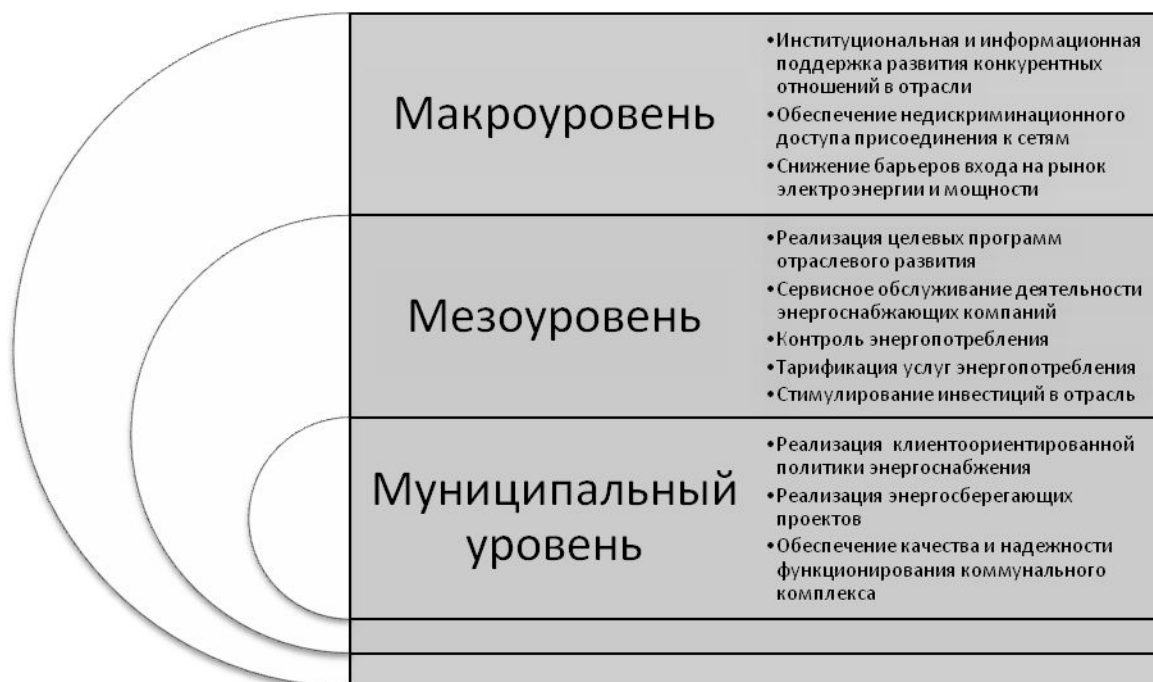 Макроуровень
•Институциональная и информационная
поддержка развития конкурентных
отношений в отрасли
•Обеспечение недискриминационного
доступа присоединения к сетям
•Снижение барьеров входа на рынок
электроэнергии и мощности
Мезоуровень
•Реализация целевых программ
отраслевого развития
•Сервисное обслуживание деятельности
энергоснабжающих компаний
•Контроль энергопотребления
•Тарификация услуг энергопотребления
•Стимулирование инвестиций в отрасль
Муниципальный
уровень
•Реализация клиентоориентированной
политики энергоснабжения
•Реализация энергосберегающих
проектов
•Обеспечение качества и надежности
функционирования коммунального
комплекса